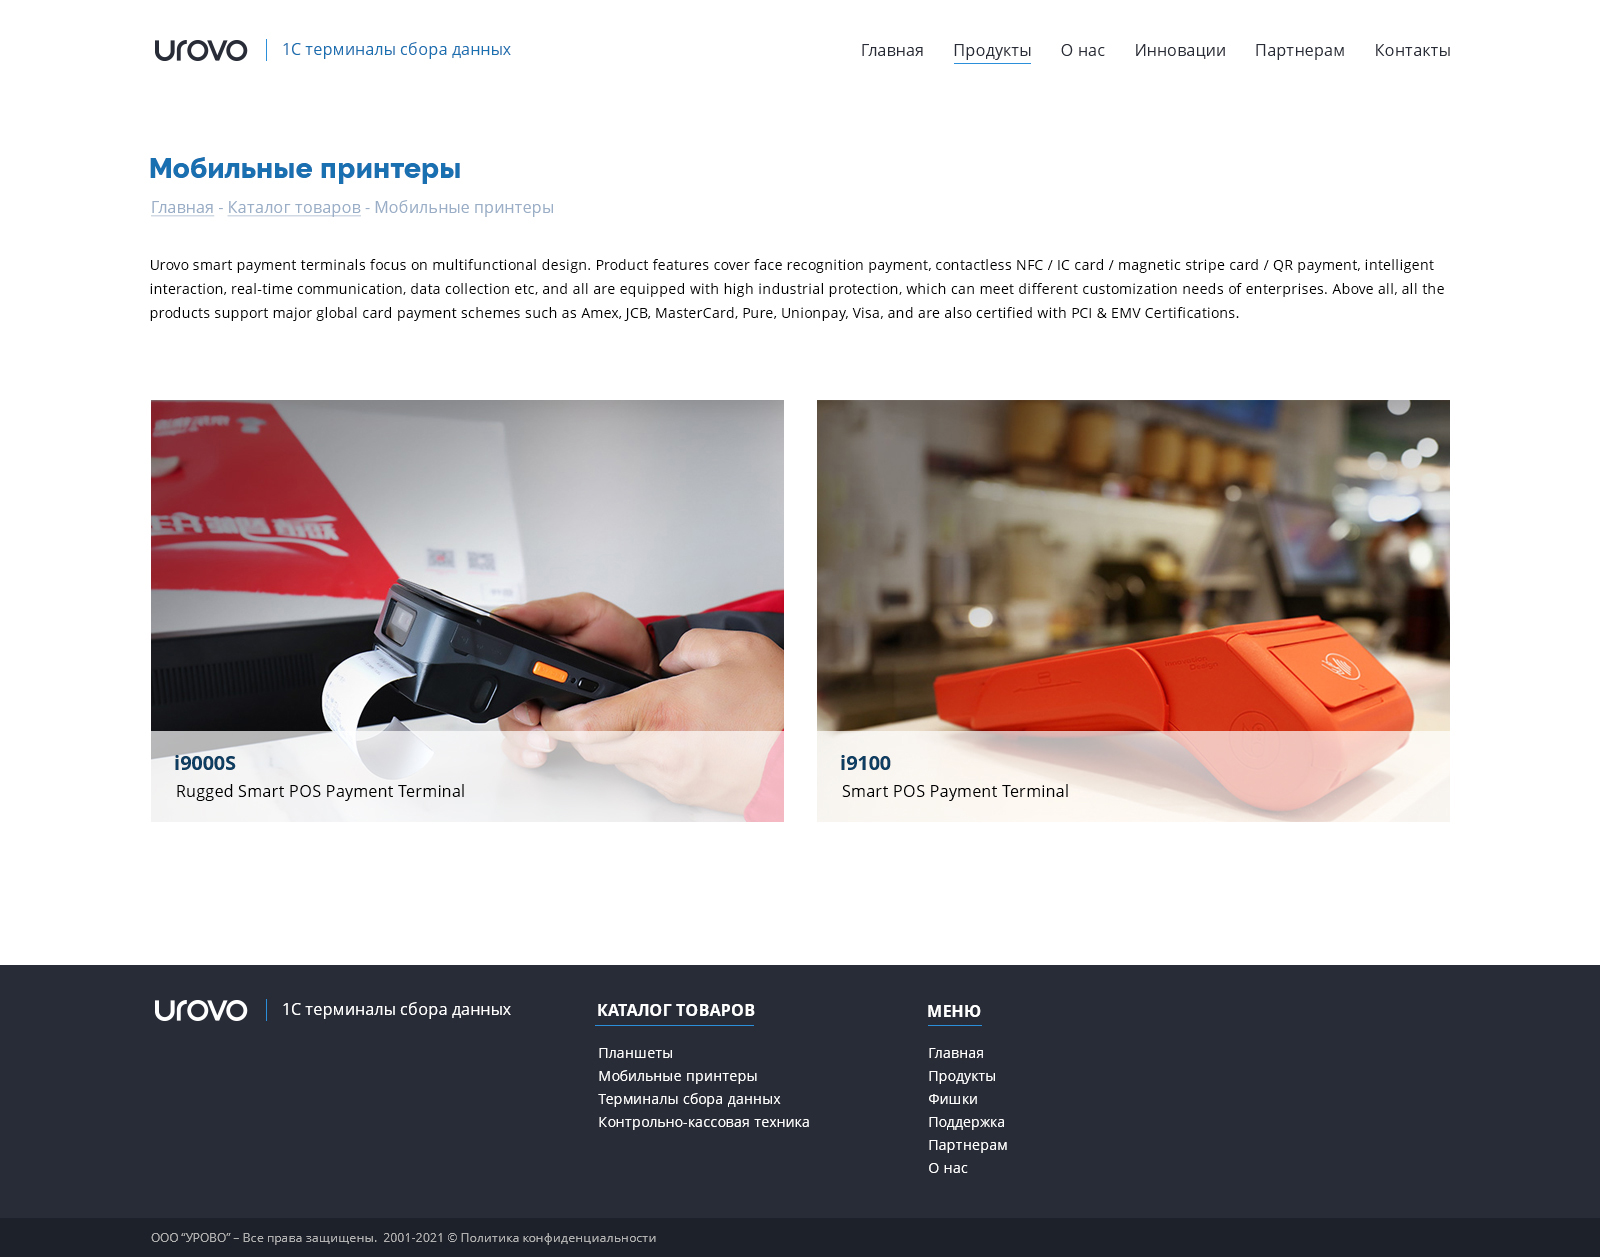 urovo
1С терминалы сбора данных
Главная
Продукты
О нас
Инновации
Партнерам
Контакты
Мобильные принтеры
Главная - Каталог товаров - Мобильные принтеры
Urovo smart payment terminals focus on multifunctional design. Product features cover face recognition payment, contactless NFC / IC card / magnetic stripe card / QR payment, intelligent
interaction, real-time communication, data collection etc, and all are equipped with high industrial protection, which can meet different customization needs of enterprises. Above all, all the
products support major global card payment schemes such as Amex, JCB, MasterCard, Pure, Unionpay, Visa, and are also certified with PCI & EMV Certifications.
i9000S
Rugged Smart POS Payment Terminal
i9100
Smart POS Payment Terminal
urovo
1С терминалы сбора данных
КАТАЛОГ ТОВАРОВ
Планшеты
Мобильные принтеры
Терминалы сбора данных
Контрольно-кассовая техника
МЕНЮ
Главная
Продукты
Фишки
Поддержка
Партнерам
О нас
ООО “УРОВО” – Все права защищены.  2001-2021 © Политика конфиденциальности